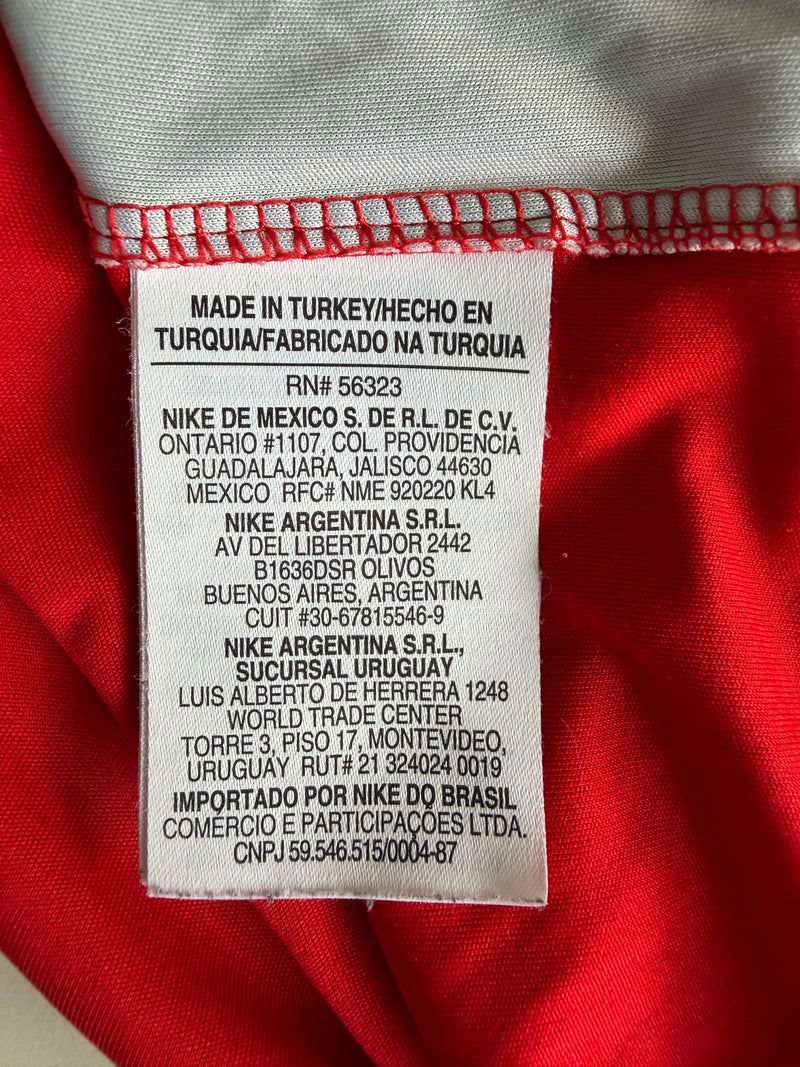 MADE IN TURKEY/HECHO EN
TURQUIA/FABRICADO NA TURQUIA
RN# 56323
NIKE DE MEXICO S. DE R.L. DE C.V.
ONTARIO #1107, COL. PROVIDENCIA
GUADALAJARA, JALISCO 44630
MEXICO RFC# NME 920220 KL4
NIKE ARGENTINA S.R.L.
AV DEL LIBERTADOR 2442
B1636DSR OLIVOS
BUENOS AIRES, ARGENTINA
CUIT #30-67815546-9
NIKE ARGENTINA S.R.L.,
SUCURSAL URUGUAY
LUIS ALBERTO DE HERRERA 1248
WORLD TRADE CENTER
TORRE 3, PISO 17, MONTEVIDEO,
URUGUAY RUT# 21 324024 0019
IMPORTADO POR NIKE DO BRASIL
COMERCIO E PARTICIPAÇÕES LTDA.
CNPJ 59.546.515/0004-87